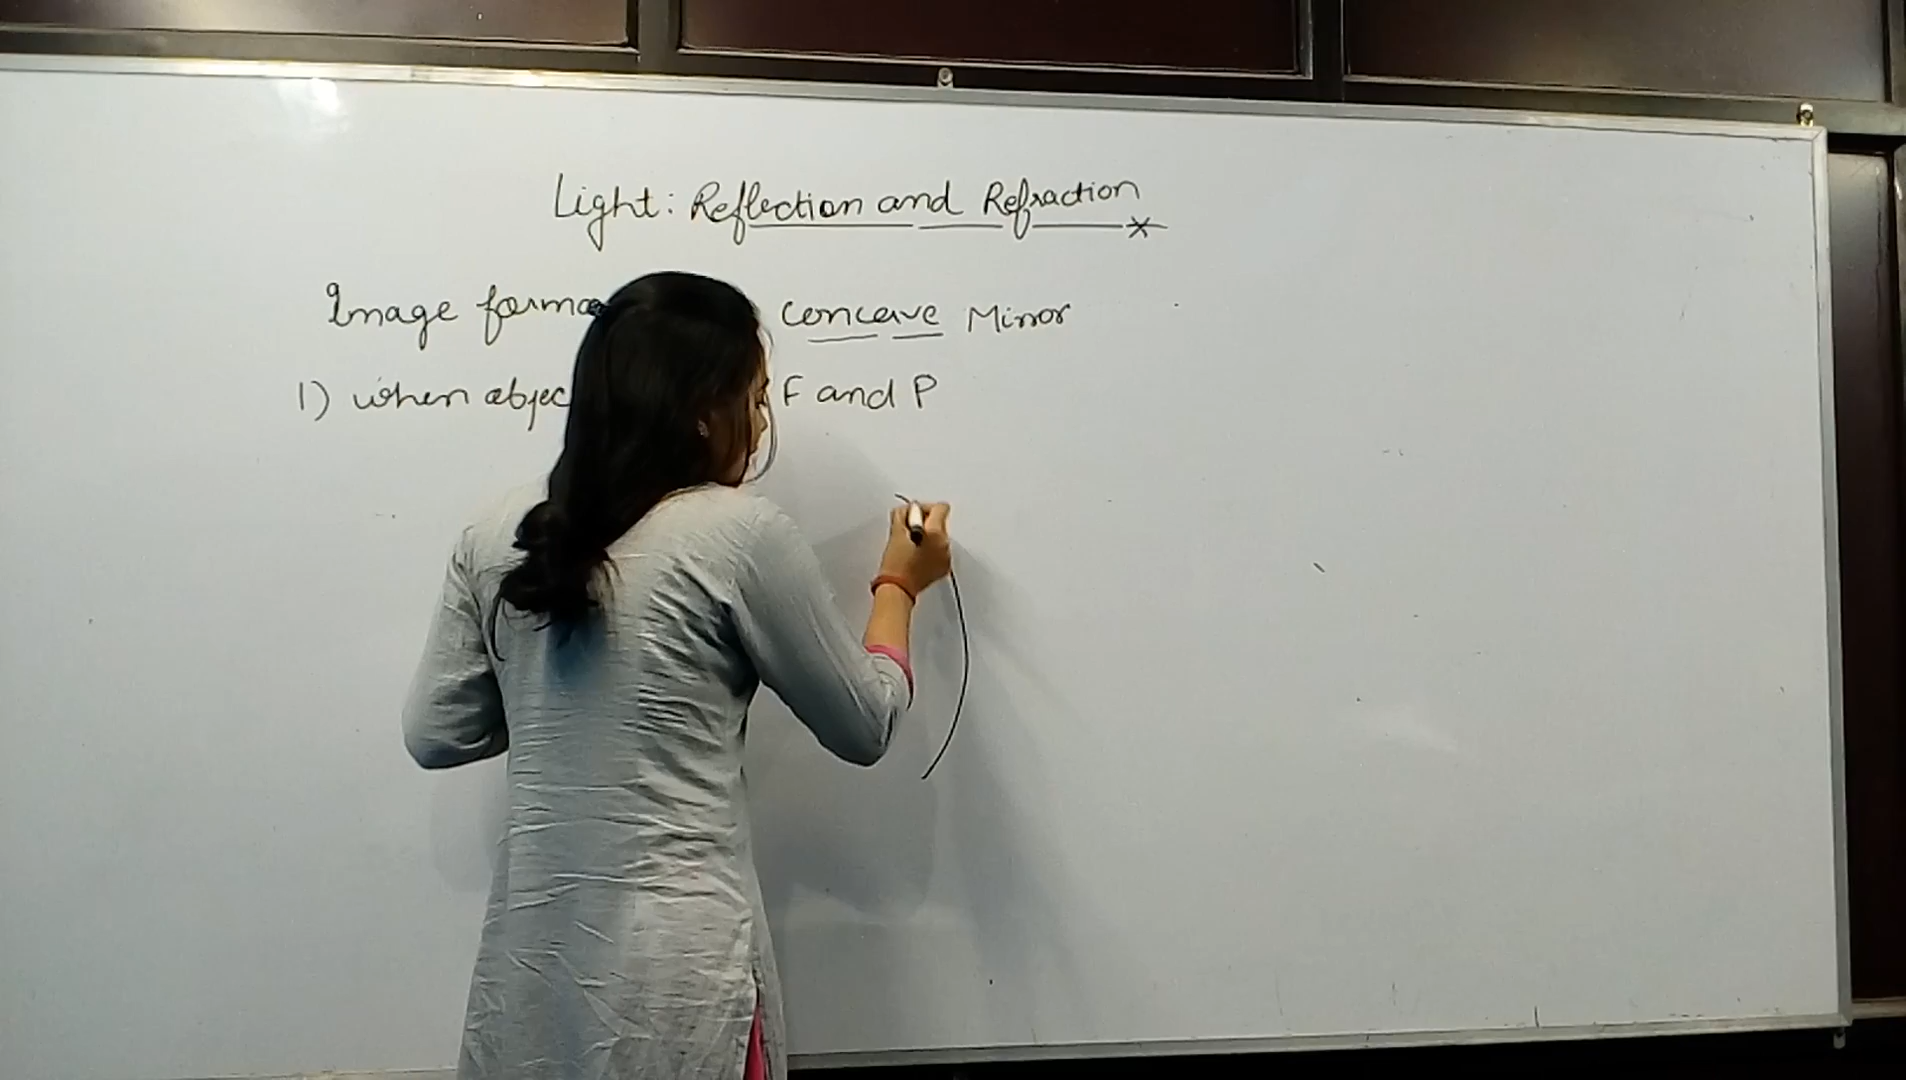 Light: Reflection and Refraction
Image forma concave Mirror
1) when objec F and P